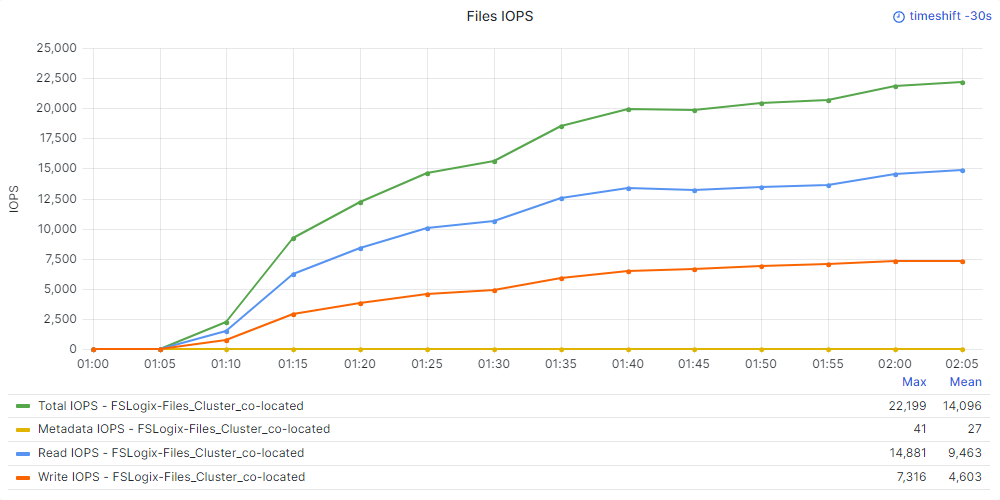 Files IOPS
timeshift -30s
25,000
22,500
20,000
17,500
15,000
12,500
10,000
7,500
5,000
2,500
0
IOPS
01:00 01:05 01:10 01:15 01:20 01:25 01:30 01:35 01:40 01:45 01:50 01:55 02:00 02:05
Max Mean
Total IOPS - FSLogix-Files_Cluster_co-located 22,199 14,096
Metadata IOPS - FSLogix-Files_Cluster_co-located 41 27
Read IOPS - FSLogix-Files_Cluster_co-located 14,881 9,463
Write IOPS - FSLogix-Files_Cluster_co-located 7,316 4,603